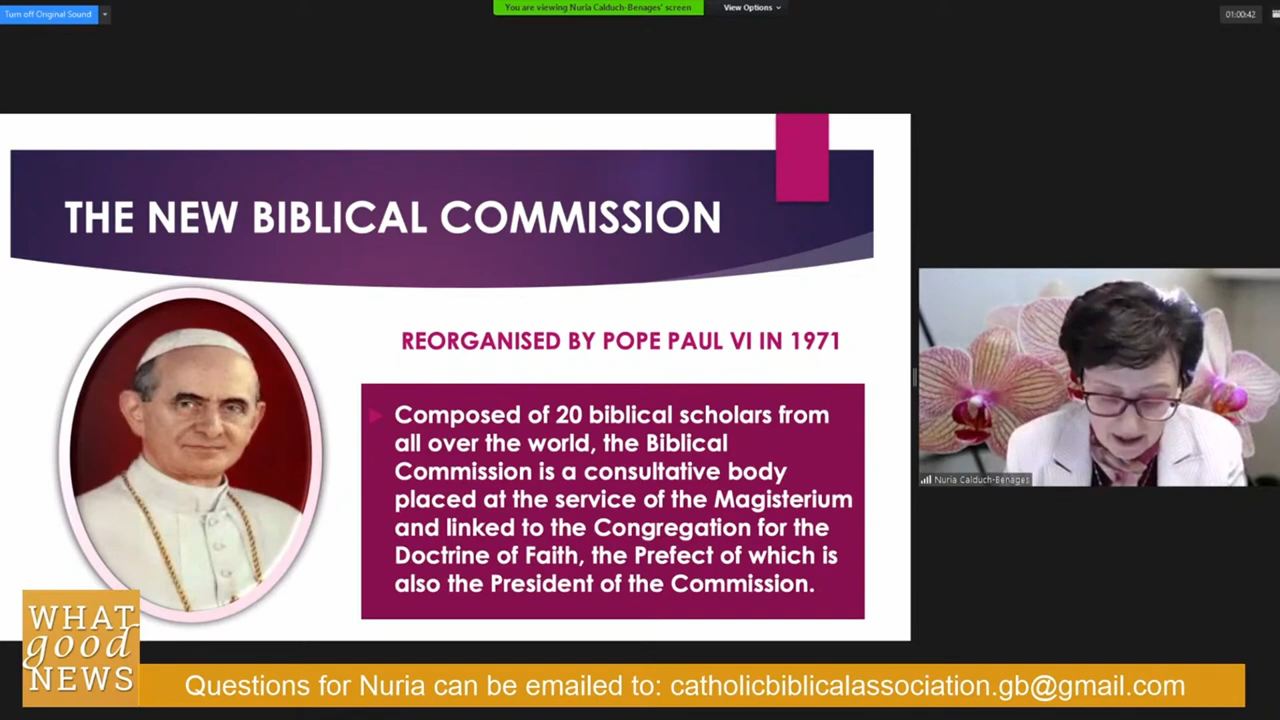 Turn off Original Sound
You are viewing Nuria Calduch-Benages' screen
View Options
01:00:42
THE NEW BIBLICAL COMMISSION
REORGANISED BY POPE PAUL VI IN 1971
Composed of 20 biblical scholars from
all over the world, the Biblical
Commission is a consultative body
placed at the service of the Magisterium
and linked to the Congregation for the
Doctrine of Faith, the Prefect of which is
also the President of the Commission.
Nuria Calduch-Benages
WHAT
good
NEWS
Questions for Nuria can be emailed to: catholicbiblicalassociation.gb@gmail.com